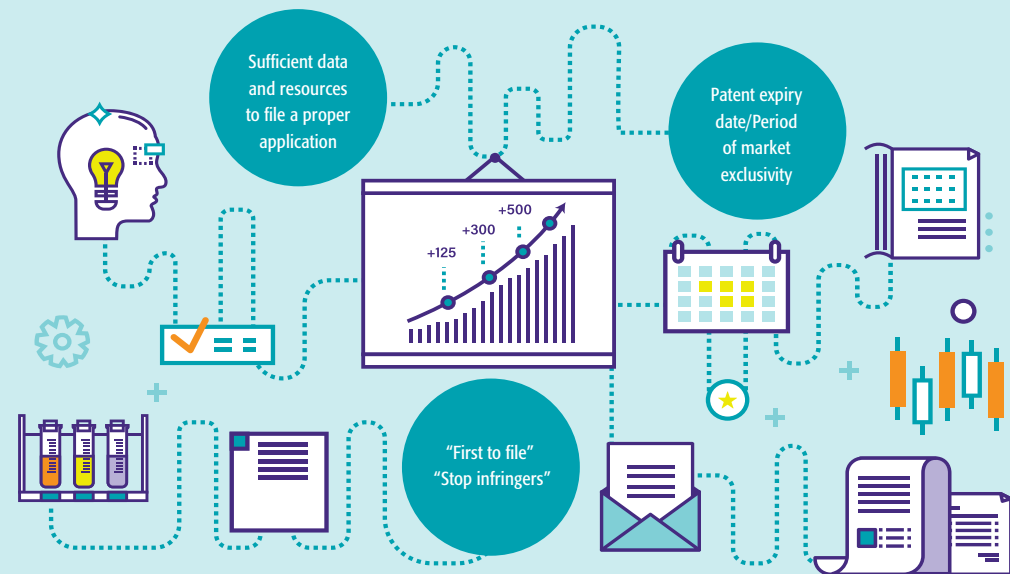 Sufficient data
and resources
to file a proper
application
Patent expiry
date/Period
of market
exclusivity
+500
+300
+125
“First to file”
“Stop infringers”